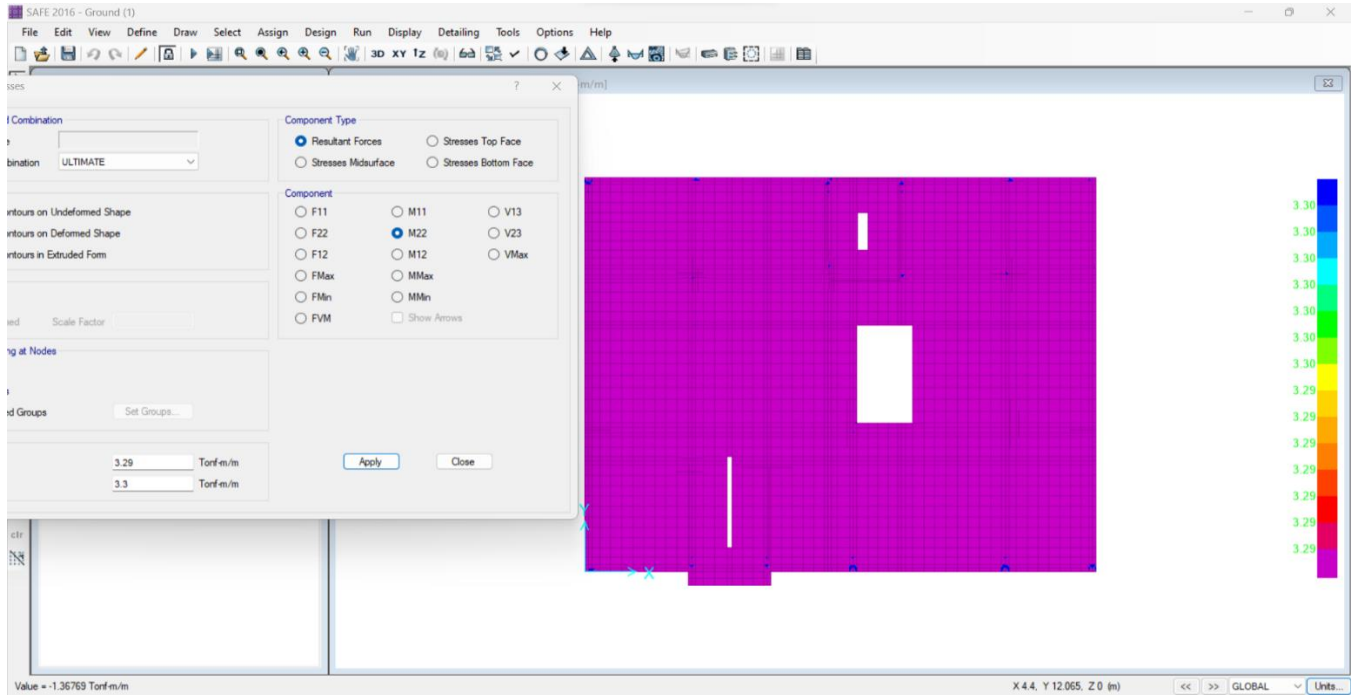 SAFE 2016 - Ground (1)
File Edit View Define Draw Select Assign Design Run Display Detailing Tools Options Help
3D XY
sses ? ×
-m/m]
d Combination
e
bination ULTIMATE
ontours on Undeformed Shape
ontours on Deformed Shape
ontours in Extruded Form
ed Scale Factor
ng at Nodes
s
ed Groups Set Groups...
3.29 Tonf-m/m
3.3 Tonf-m/m
Component Type
Resultant Forces Stresses Top Face
Stresses Midsurface Stresses Bottom Face
Component
F11 M11 V13
F22 M22 V23
F12 M12 VMax
FMax MMax
FMin MMin
FVM Show Arrows
Apply Close
3.30
3.30
3.30
3.30
3.30
3.30
3.30
3.29
3.29
3.29
3.29
3.29
3.29
3.29
Y
X
clr
Value = -1.36769 Tonf-m/m X 4.4, Y 12.065, Z 0 (m) << >> GLOBAL Units...